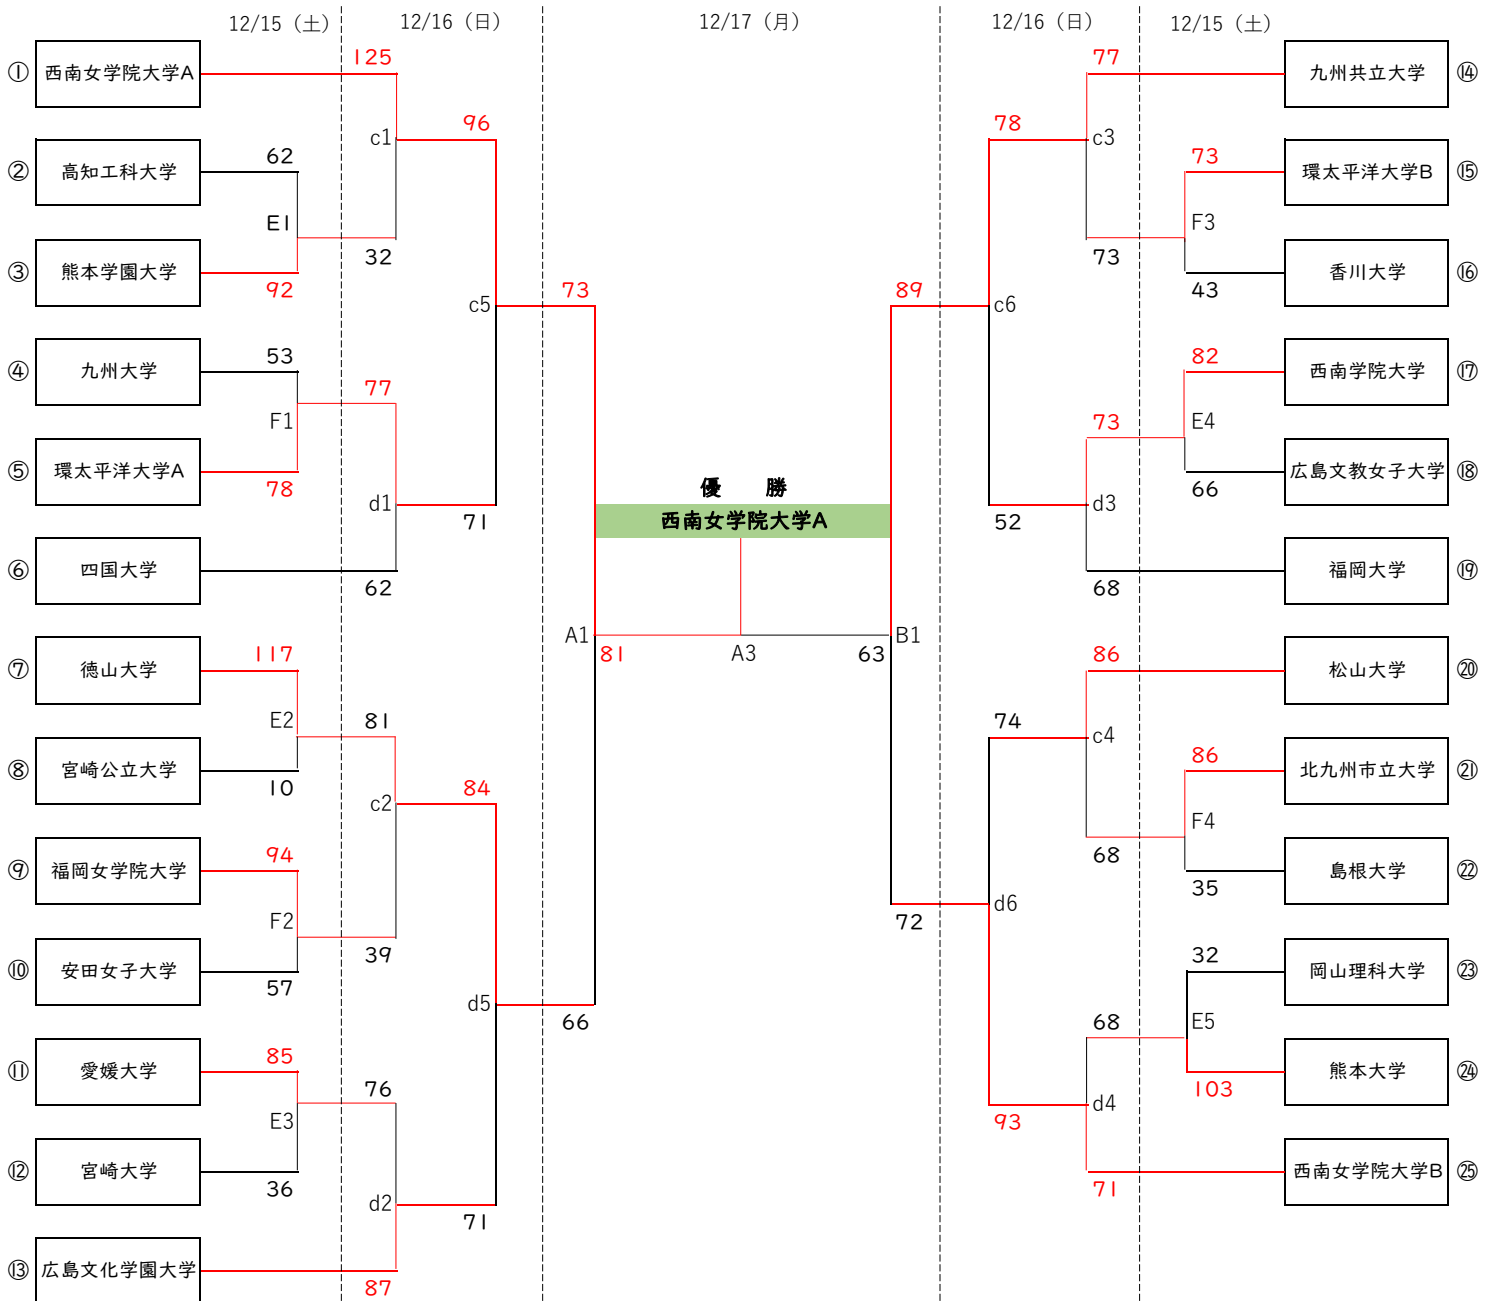 12/15（土）
12/16（日）
12/17（月）
12/16（日）
12/15（土）
① 西南女学院大学A
125
② 高知工科大学
62
③ 熊本学園大学
92
E1
32
c1
96
④ 九州大学
53
⑤ 環太平洋大学A
78
F1
77
⑥ 四国大学
62
d1
71
c5
73
⑦ 徳山大学
117
⑧ 宮崎公立大学
10
E2
81
⑨ 福岡女学院大学
94
⑩ 安田女子大学
57
F2
39
c2
84
⑪ 愛媛大学
85
⑫ 宮崎大学
36
E3
76
⑬ 広島文化学園大学
87
d2
71
d5
66
優 勝
西南女学院大学A
A1
81
A3
63
B1
77
九州共立大学 ⑭
73
環太平洋大学B ⑮
43
香川大学 ⑯
F3
73
c3
78
82
西南学院大学 ⑰
66
広島文教女子大学 ⑱
E4
73
68
福岡大学 ⑲
d3
52
c6
89
86
松山大学 ⑳
86
北九州市立大学 ㉑
35
島根大学 ㉒
F4
68
c4
74
32
岡山理科大学 ㉓
103
熊本大学 ㉔
E5
68
71
西南女学院大学B ㉕
d4
93
d6
72